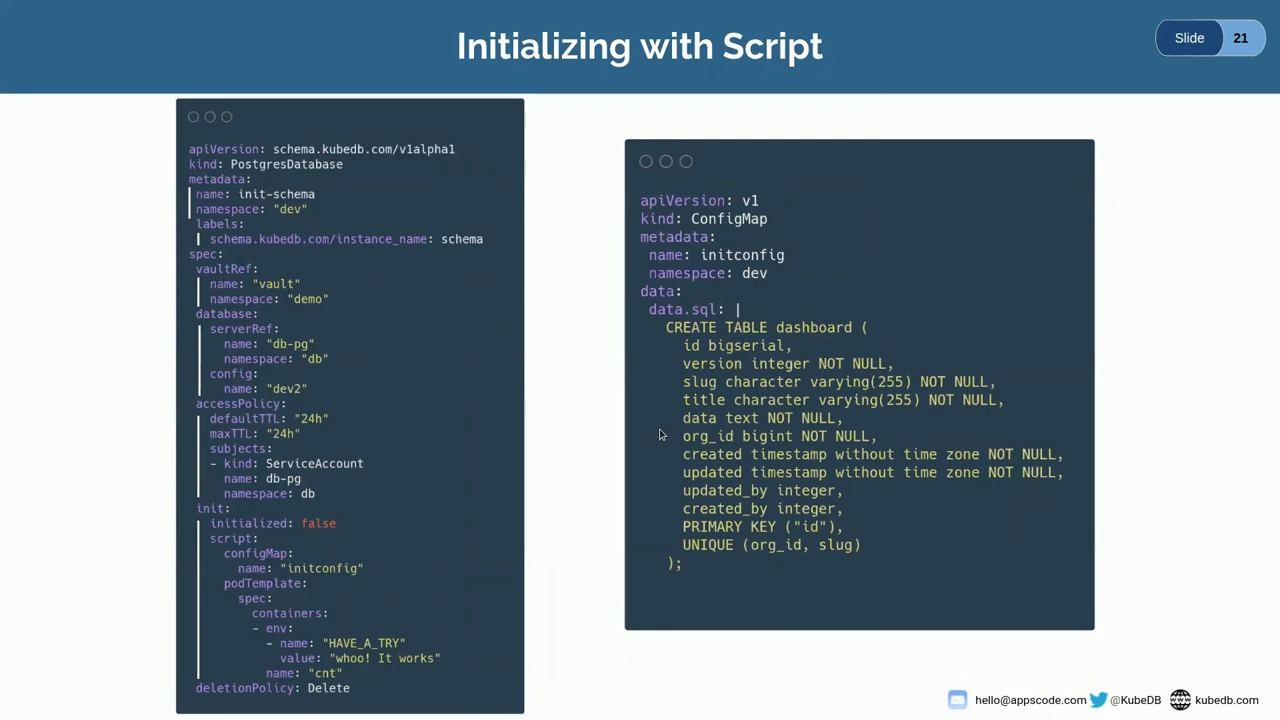 Initializing with Script
Slide 21
apiVersion: schema.kubedb.com/v1alpha1
kind: PostgresDatabase
metadata:
name: init-schema
namespace: "dev"
labels:
schema.kubedb.com/instance_name: schema
spec:
vaultRef:
name: "vault"
namespace: "demo"
database:
serverRef:
name: "db-pg"
namespace: "db"
config:
name: "dev2"
accessPolicy:
defaultTTL: "24h"
maxTTL: "24h"
subjects:
- kind: ServiceAccount
name: db-pg
namespace: db
init:
initialized: false
script:
configMap:
name: "initconfig"
podTemplate:
spec:
containers:
- env:
- name: "HAVE_A_TRY"
value: "whoo! It works"
name: "cnt"
deletionPolicy: Delete
apiVersion: v1
kind: ConfigMap
metadata:
name: initconfig
namespace: dev
data:
data.sql: |
CREATE TABLE dashboard (
id bigserial,
version integer NOT NULL,
slug character varying(255) NOT NULL,
title character varying(255) NOT NULL,
data text NOT NULL,
org_id bigint NOT NULL,
created timestamp without time zone NOT NULL,
updated timestamp without time zone NOT NULL,
updated_by integer,
created_by integer,
PRIMARY KEY ("id"),
UNIQUE (org_id, slug)
);
hello@appscode.com @KubeDB kubedb.com